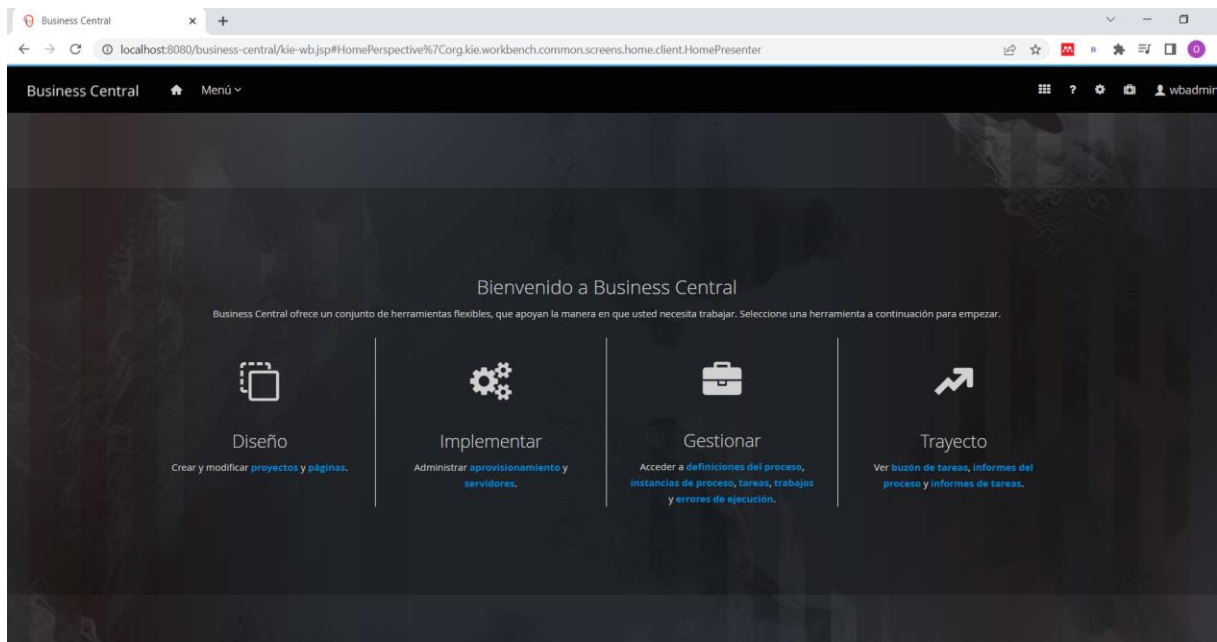 Business Central
localhost:8080/business-central/kie-wb.jsp#HomePerspective%7Corg.kie.workbench.common.screens.home.client.HomePresenter
Business Central
Menú
wbadmin
Bienvenido a Business Central
Business Central ofrece un conjunto de herramientas flexibles, que apoyan la manera en que usted necesita trabajar. Seleccione una herramienta a continuación para empezar.
Diseño
Crear y modificar proyectos y páginas.
Implementar
Administrar aprovisionamiento y
servidores.
Gestionar
Acceder a definiciones del proceso,
instancias de proceso, tareas, trabajos
y errores de ejecución.
Trayecto
Ver buzón de tareas, informes del
proceso y informes de tareas.